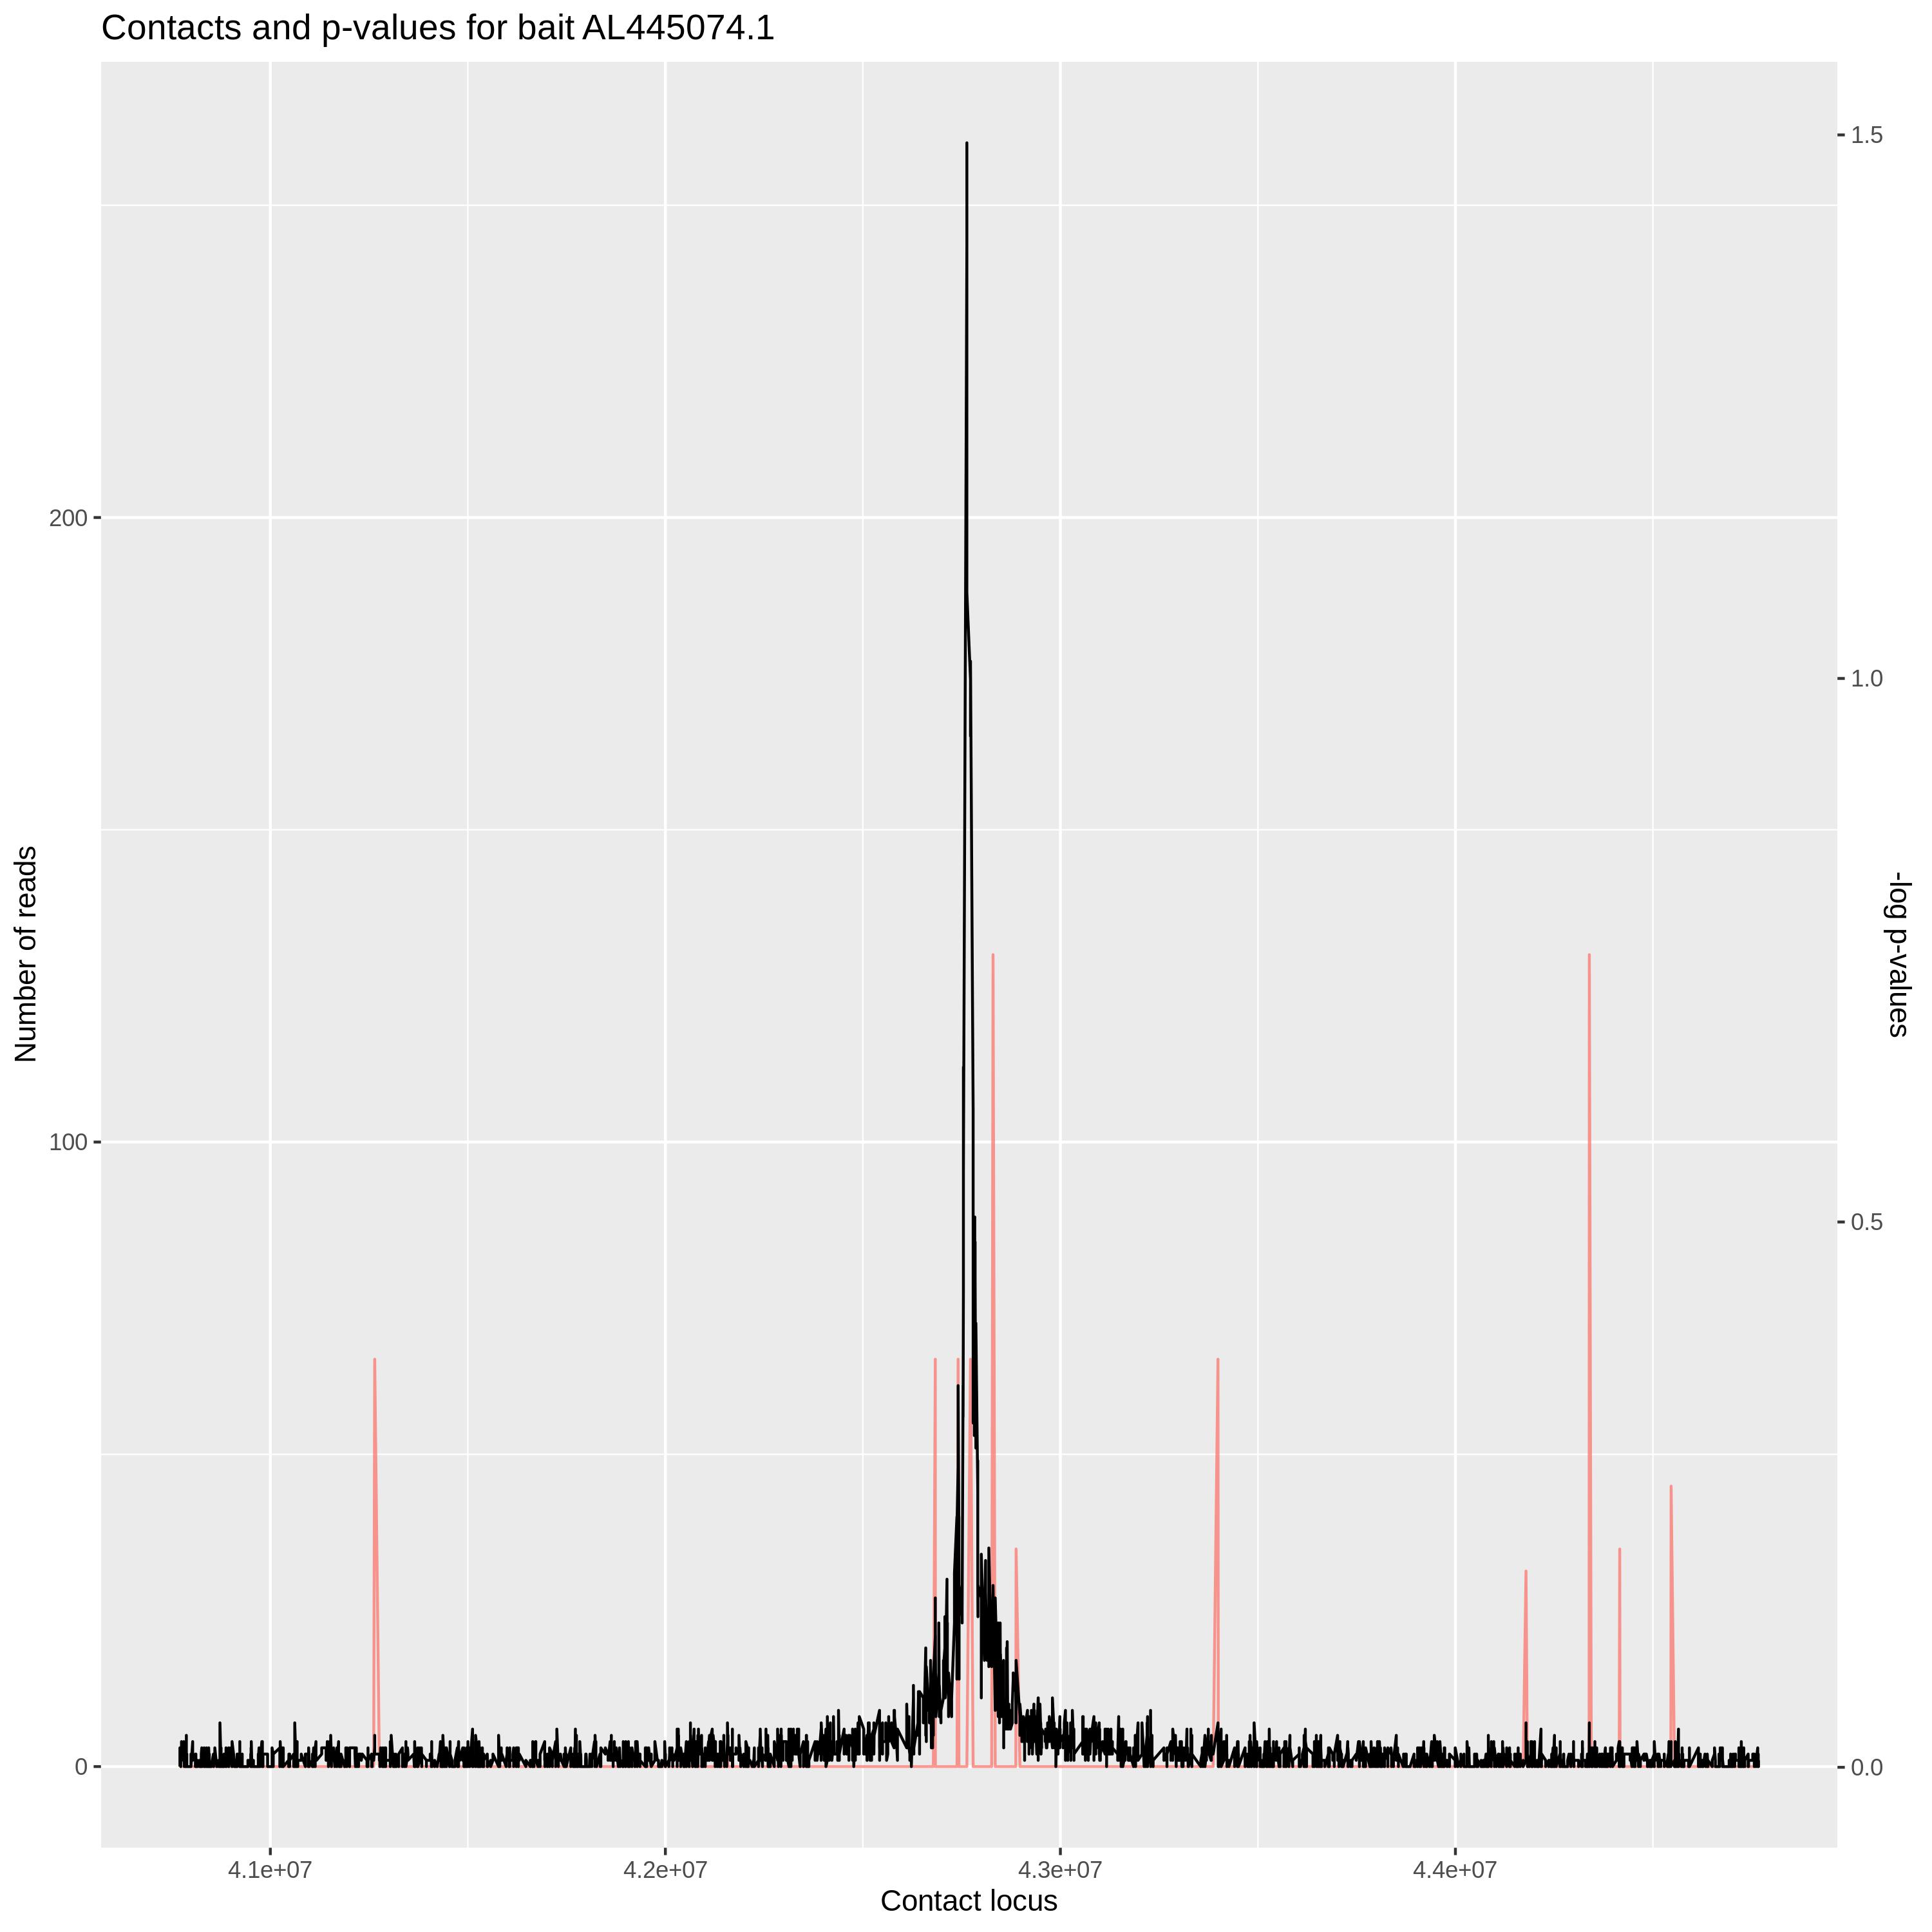 Contacts and p-values for bait AL445074.1
Number of reads
200
100
0
1.5
1.0
0.5
0.0
-log p-values
4.1e+07 4.2e+07 4.3e+07 4.4e+07
Contact locus